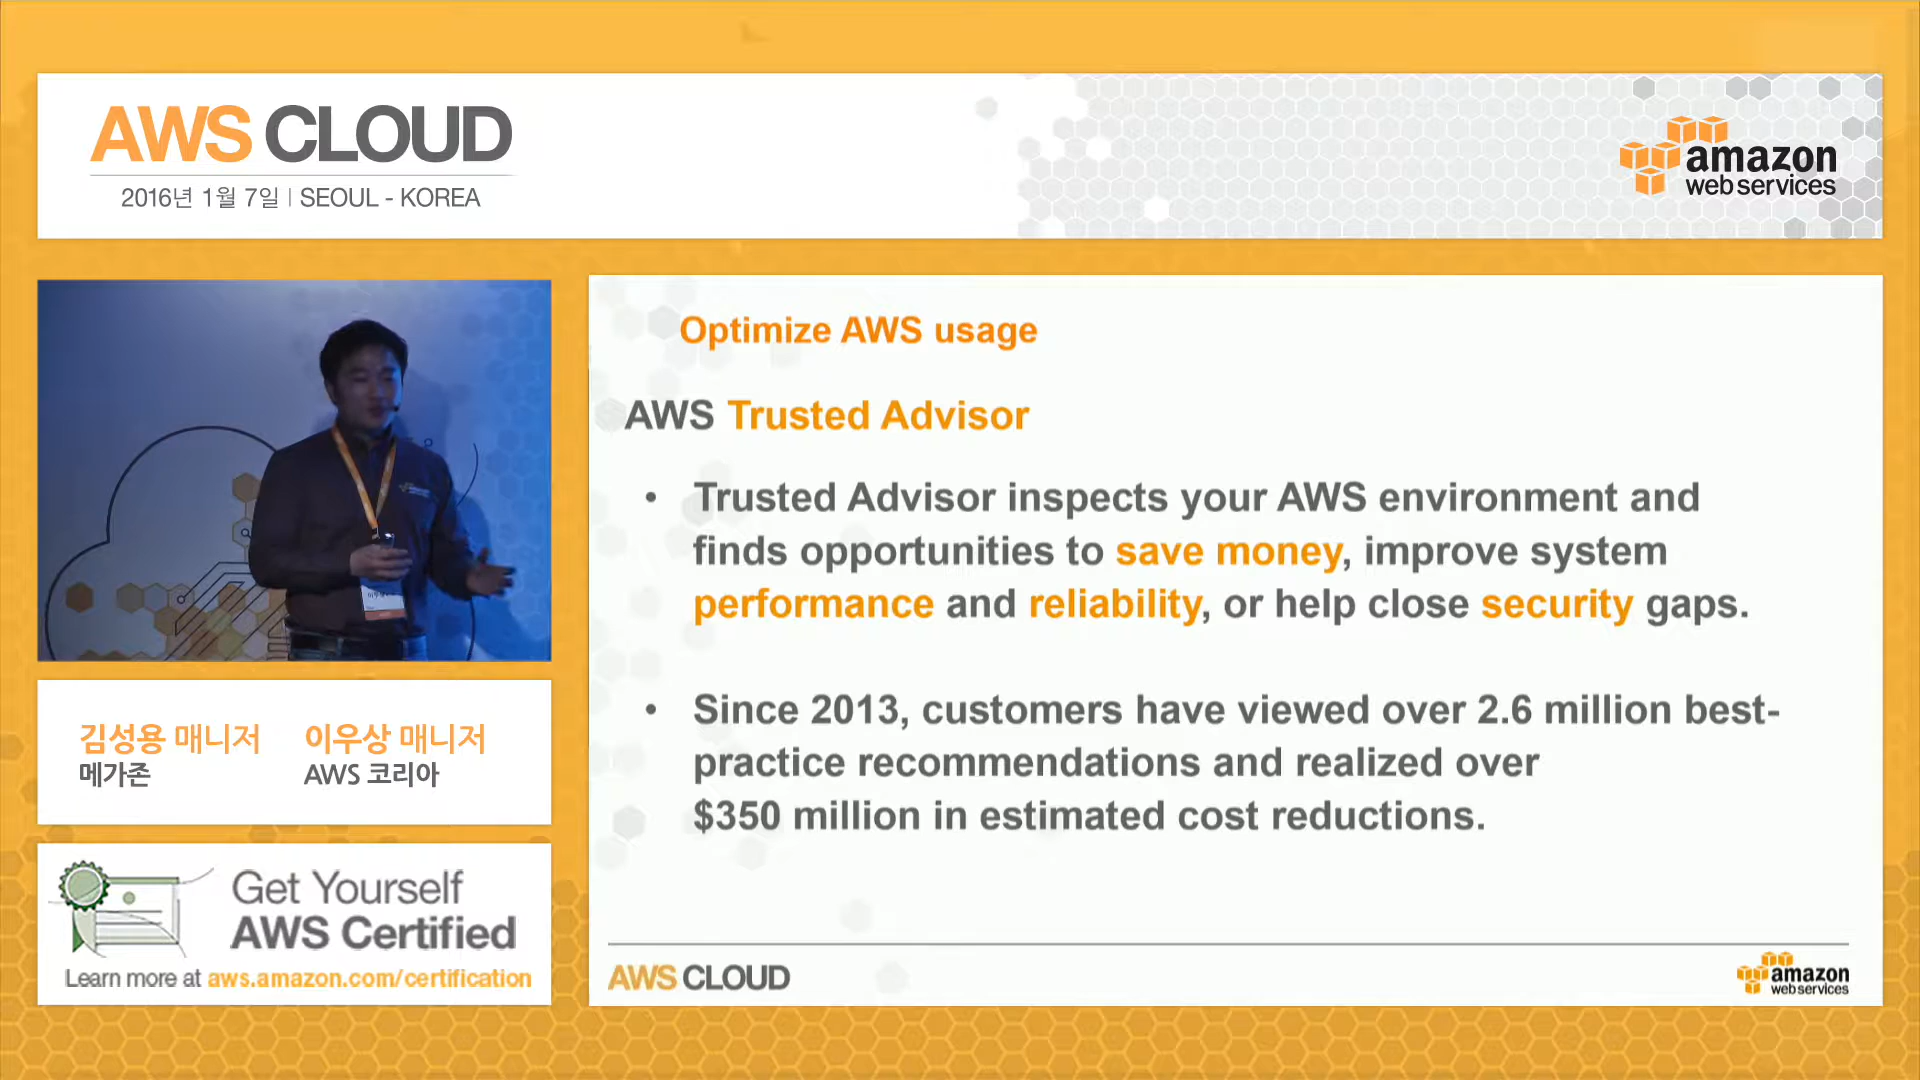 AWS CLOUD
2016년 1월 7일 | SEOUL - KOREA
amazon
web services
김성용 매니저
메가존
이우상 매니저
AWS 코리아
Get Yourself
AWS Certified
Learn more at aws.amazon.com/certification
Optimize AWS usage
AWS Trusted Advisor
• Trusted Advisor inspects your AWS environment and
finds opportunities to save money, improve system
performance and reliability, or help close security gaps.
• Since 2013, customers have viewed over 2.6 million best-
practice recommendations and realized over
$350 million in estimated cost reductions.
AWS CLOUD
amazon
web services